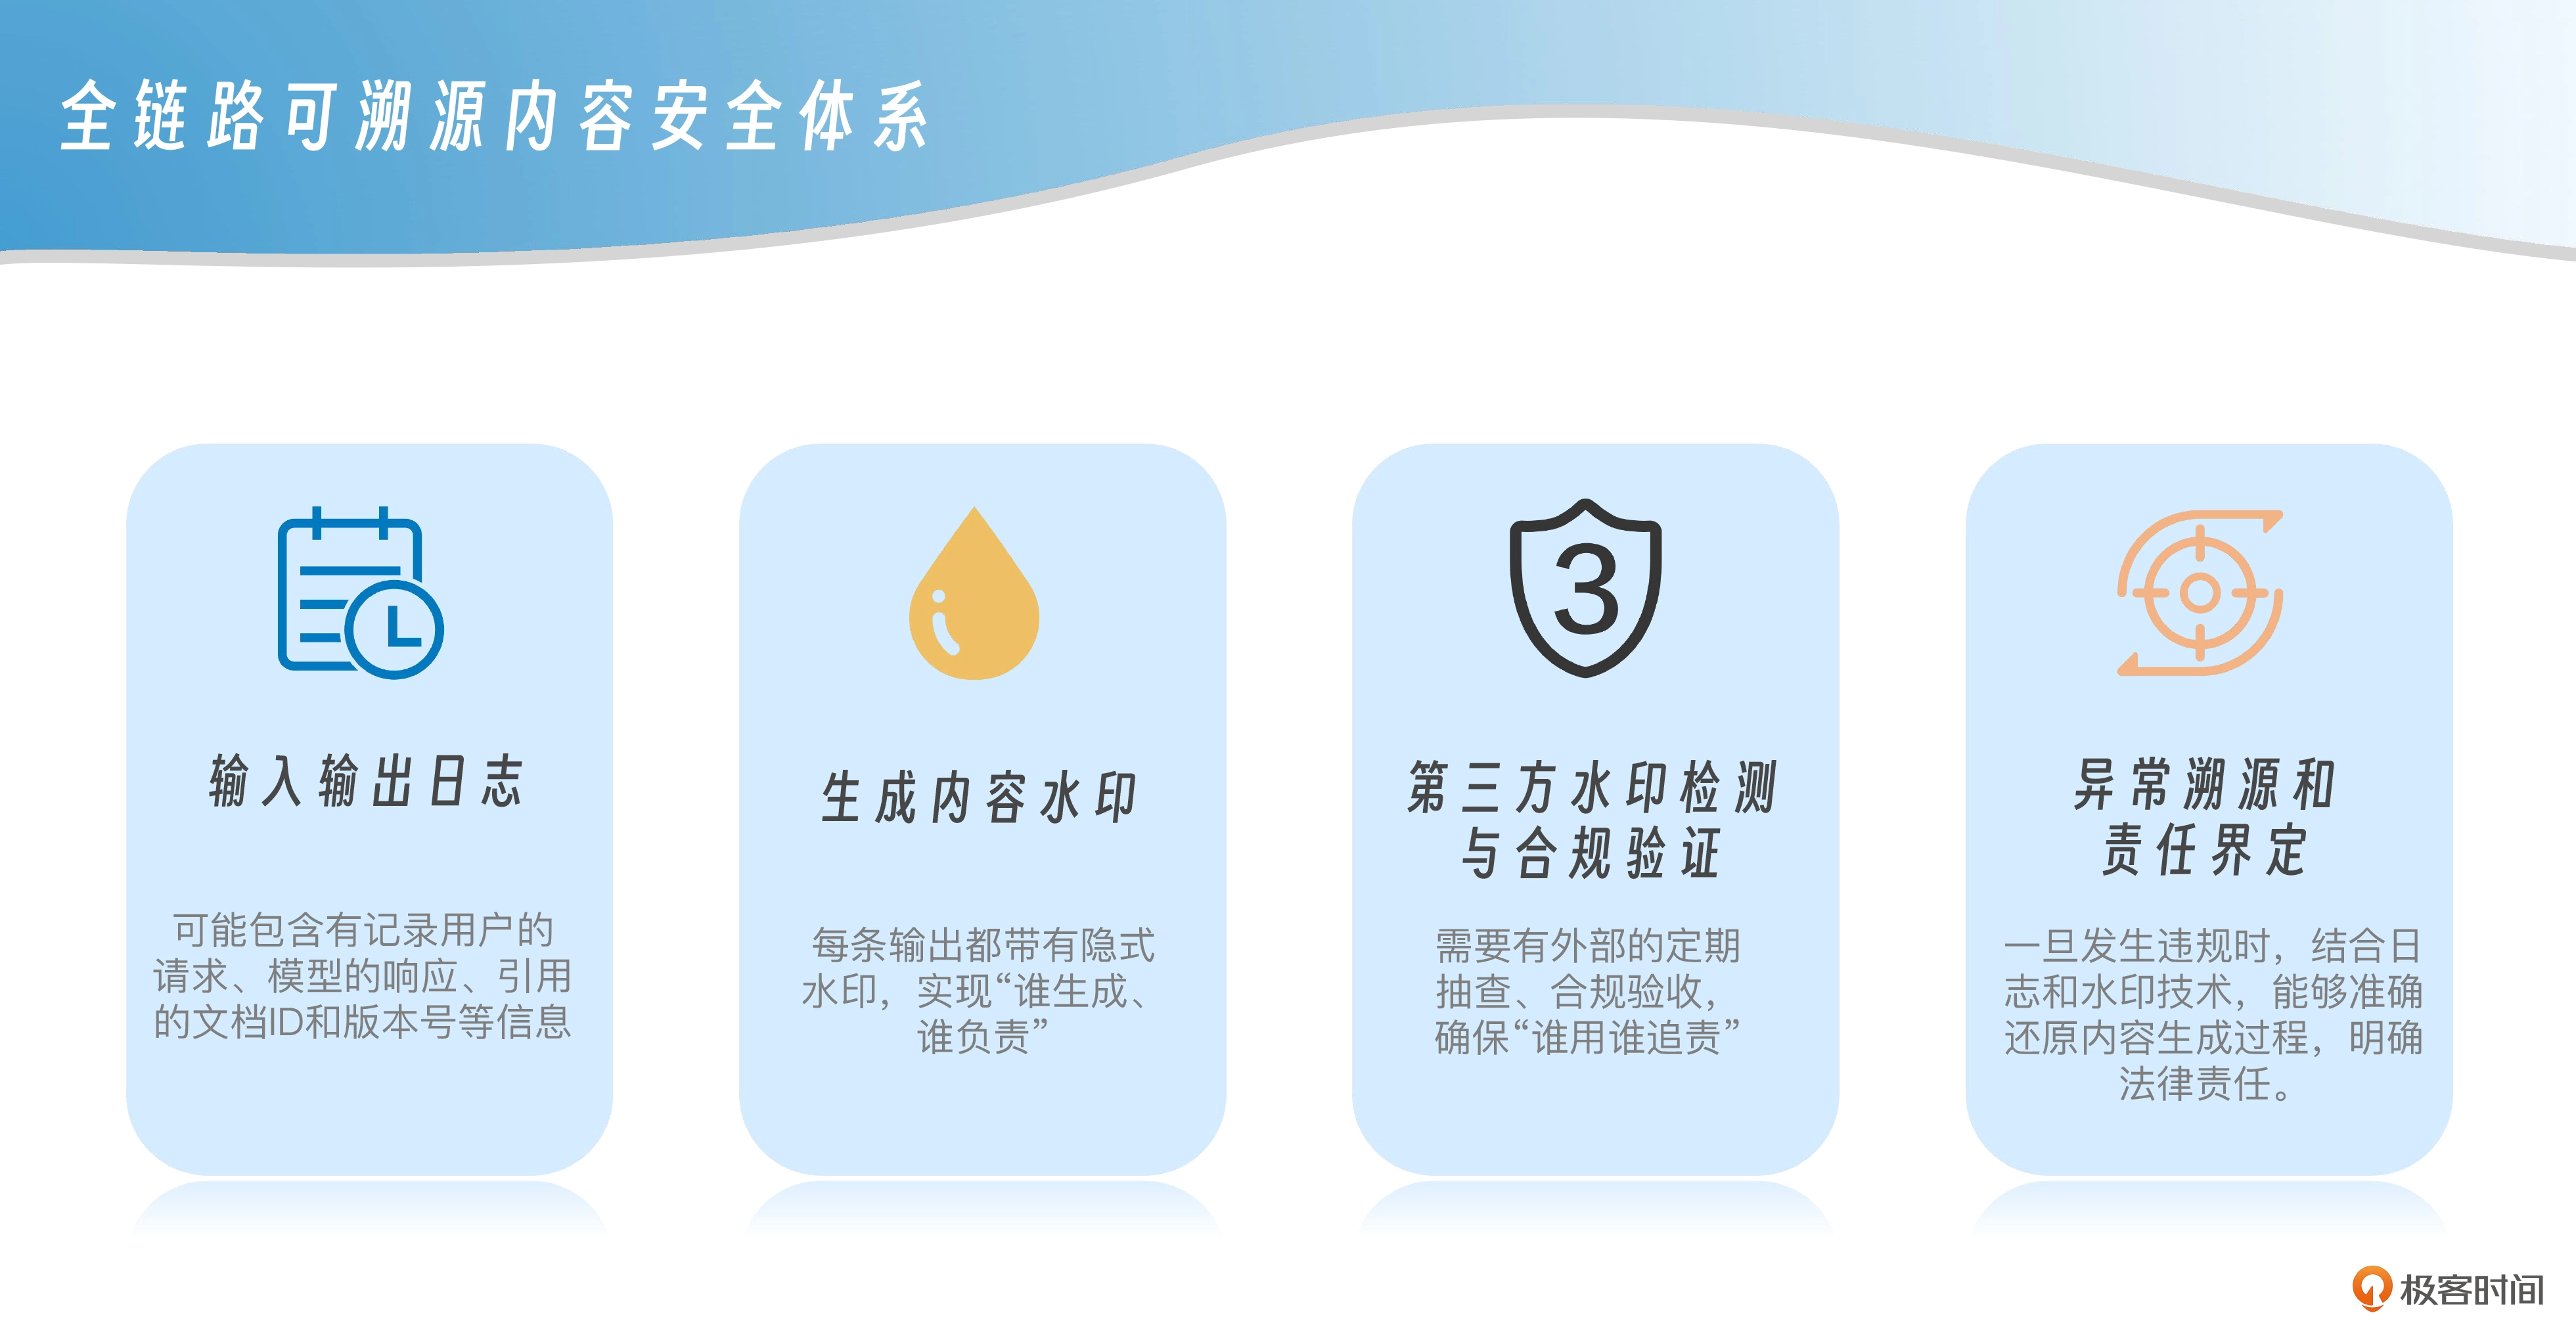 全链路可溯源内容安全体系
输入输出日志
可能包含有记录用户的
请求、模型的响应、引用
的文档ID和版本号等信息
生成内容水印
每条输出都带有隐式
水印，实现“谁生成、
谁负责”
3
第三方水印检测
与合规验证
需要有外部的定期
抽查、合规验收，
确保“谁用谁追责”
异常溯源和
责任界定
一旦发生违规时，结合日
志和水印技术，能够准确
还原内容生成过程，明确
法律责任。
极客时间